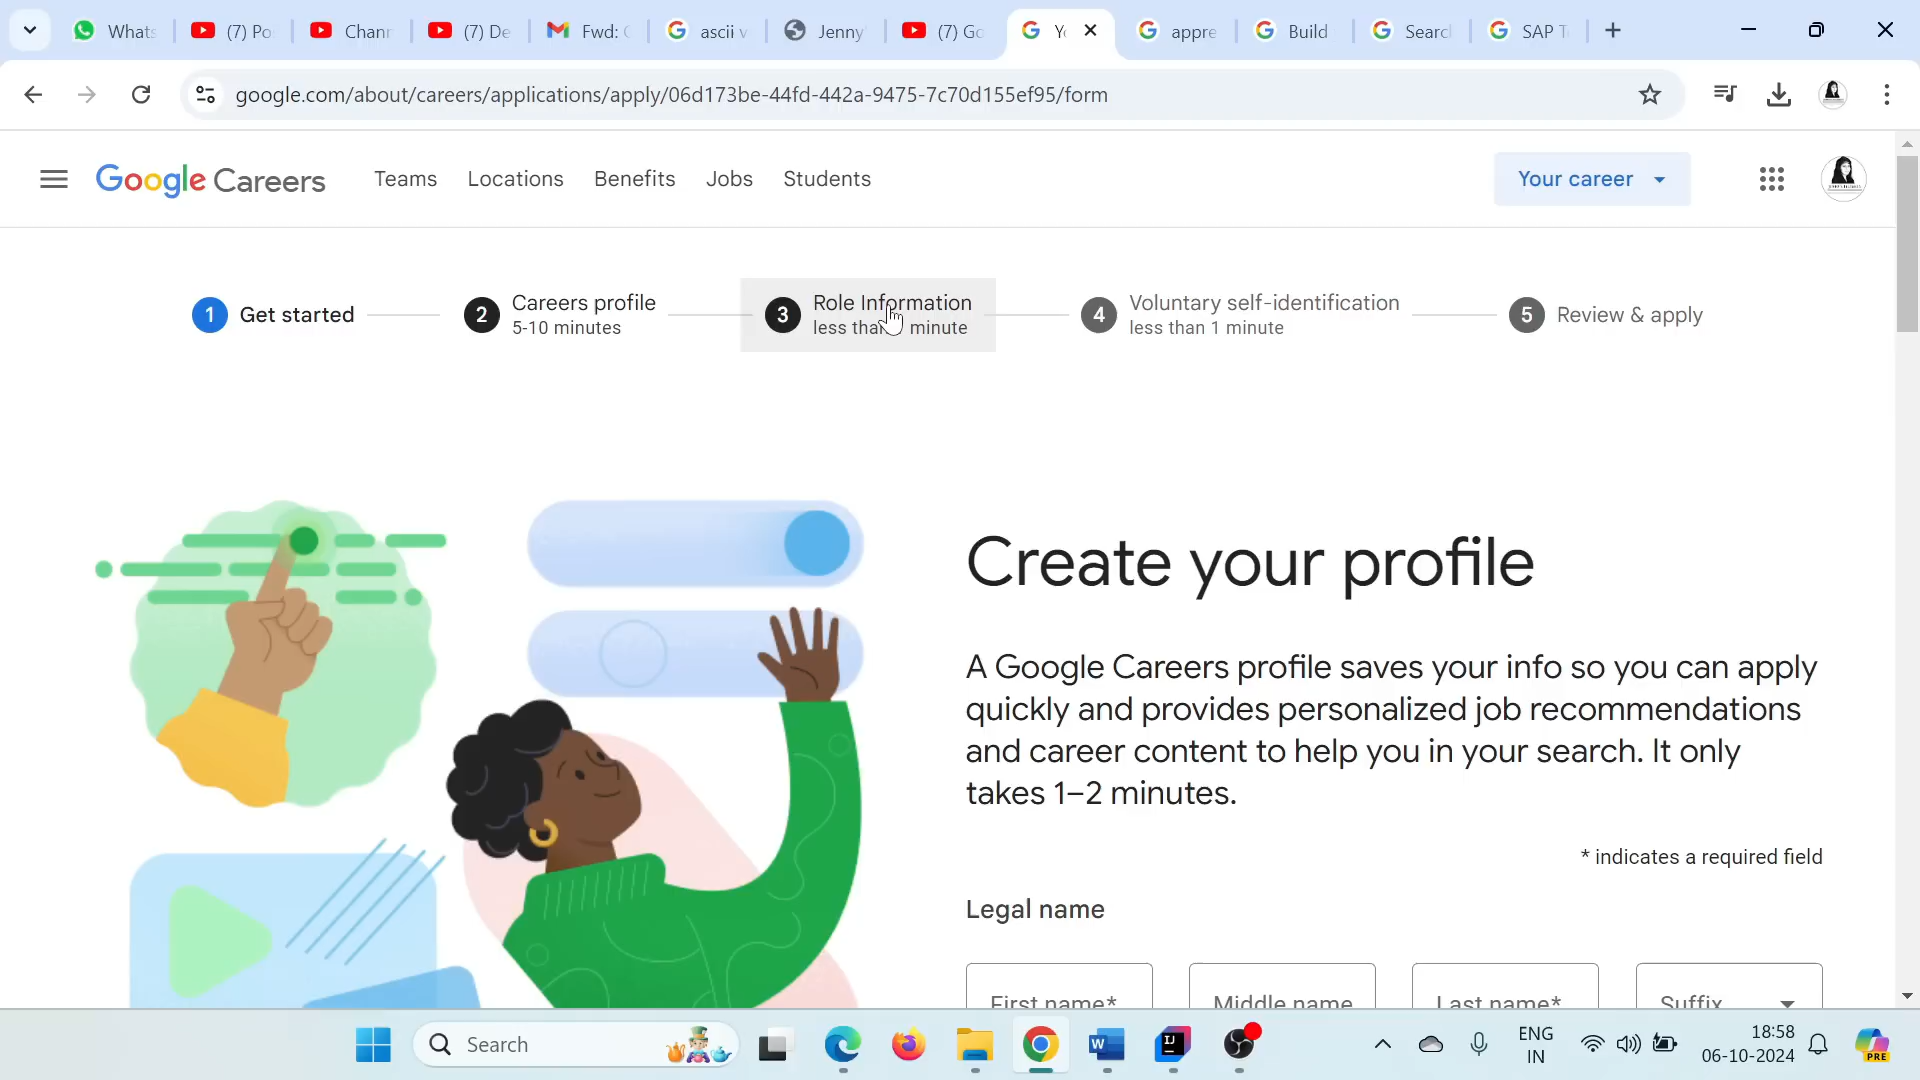 Whats
(7) Po
Chann
(7) De
Fwd: C
ascii v
Jenny
(7) Go
Yo
appre
Build
Searc
SAP T
google.com/about/careers/applications/apply/06d173be-44fd-442a-9475-7c70d155ef95/form
Google Careers
Teams
Locations
Benefits
Jobs
Students
Your career
1 Get started
2 Careers profile
5-10 minutes
3 Role Information
less than minute
4 Voluntary self-identification
less than 1 minute
5 Review & apply
Create your profile
A Google Careers profile saves your info so you can apply
quickly and provides personalized job recommendations
and career content to help you in your search. It only
takes 1–2 minutes.
* indicates a required field
Legal name
First name*
Middle name
Last name*
Suffix
Search
ENG
IN
18:58
06-10-2024
PRE